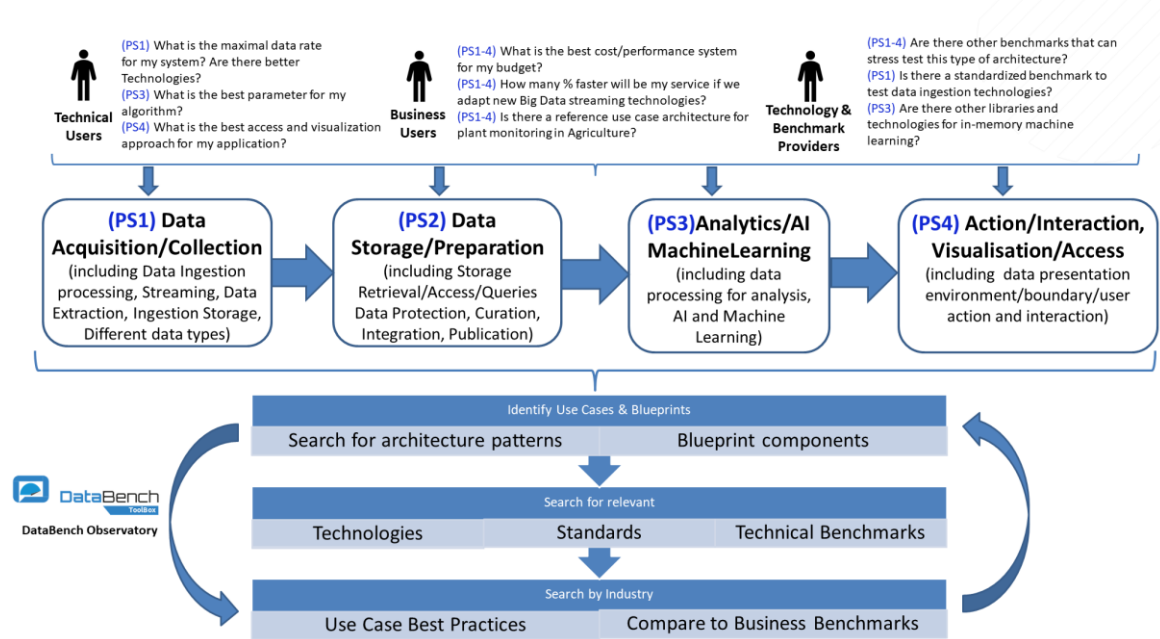 (PS1) What is the maximal data rate
for my system? Are there better
Technologies?
(PS3) What is the best parameter for my
algorithm?
(PS4) What is the best access and visualization
approach for my application?
Technical
Users
(PS1-4) What is the best cost/performance system
for my budget?
(PS1-4) How many % faster will be my service if we
adapt new Big Data streaming technologies?
(PS1-4) Is there a reference use case architecture for
plant monitoring in Agriculture?
Business
Users
(PS1-4) Are there other benchmarks that can
stress test this type of architecture?
(PS1) Is there a standardized benchmark to
test data ingestion technologies?
(PS3) Are there other libraries and
technologies for in-memory machine
learning?
Technology &
Benchmark
Providers
(PS1) Data
Acquisition/Collection
(including Data Ingestion
processing, Streaming, Data
Extraction, Ingestion Storage,
Different data types)
(PS2) Data
Storage/Preparation
(including Storage
Retrieval/Access/Queries
Data Protection, Curation,
Integration, Publication)
(PS3)Analytics/AI
MachineLearning
(including data
processing for analysis,
AI and Machine
Learning)
(PS4) Action/Interaction,
Visualisation/Access
(including data presentation
environment/boundary/user
action and interaction)
Identify Use Cases & Blueprints
Search for architecture patterns
Blueprint components
Search for relevant
Technologies
Standards
Technical Benchmarks
Search by Industry
Use Case Best Practices
Compare to Business Benchmarks
DataBench
ToolBox
DataBench Observatory